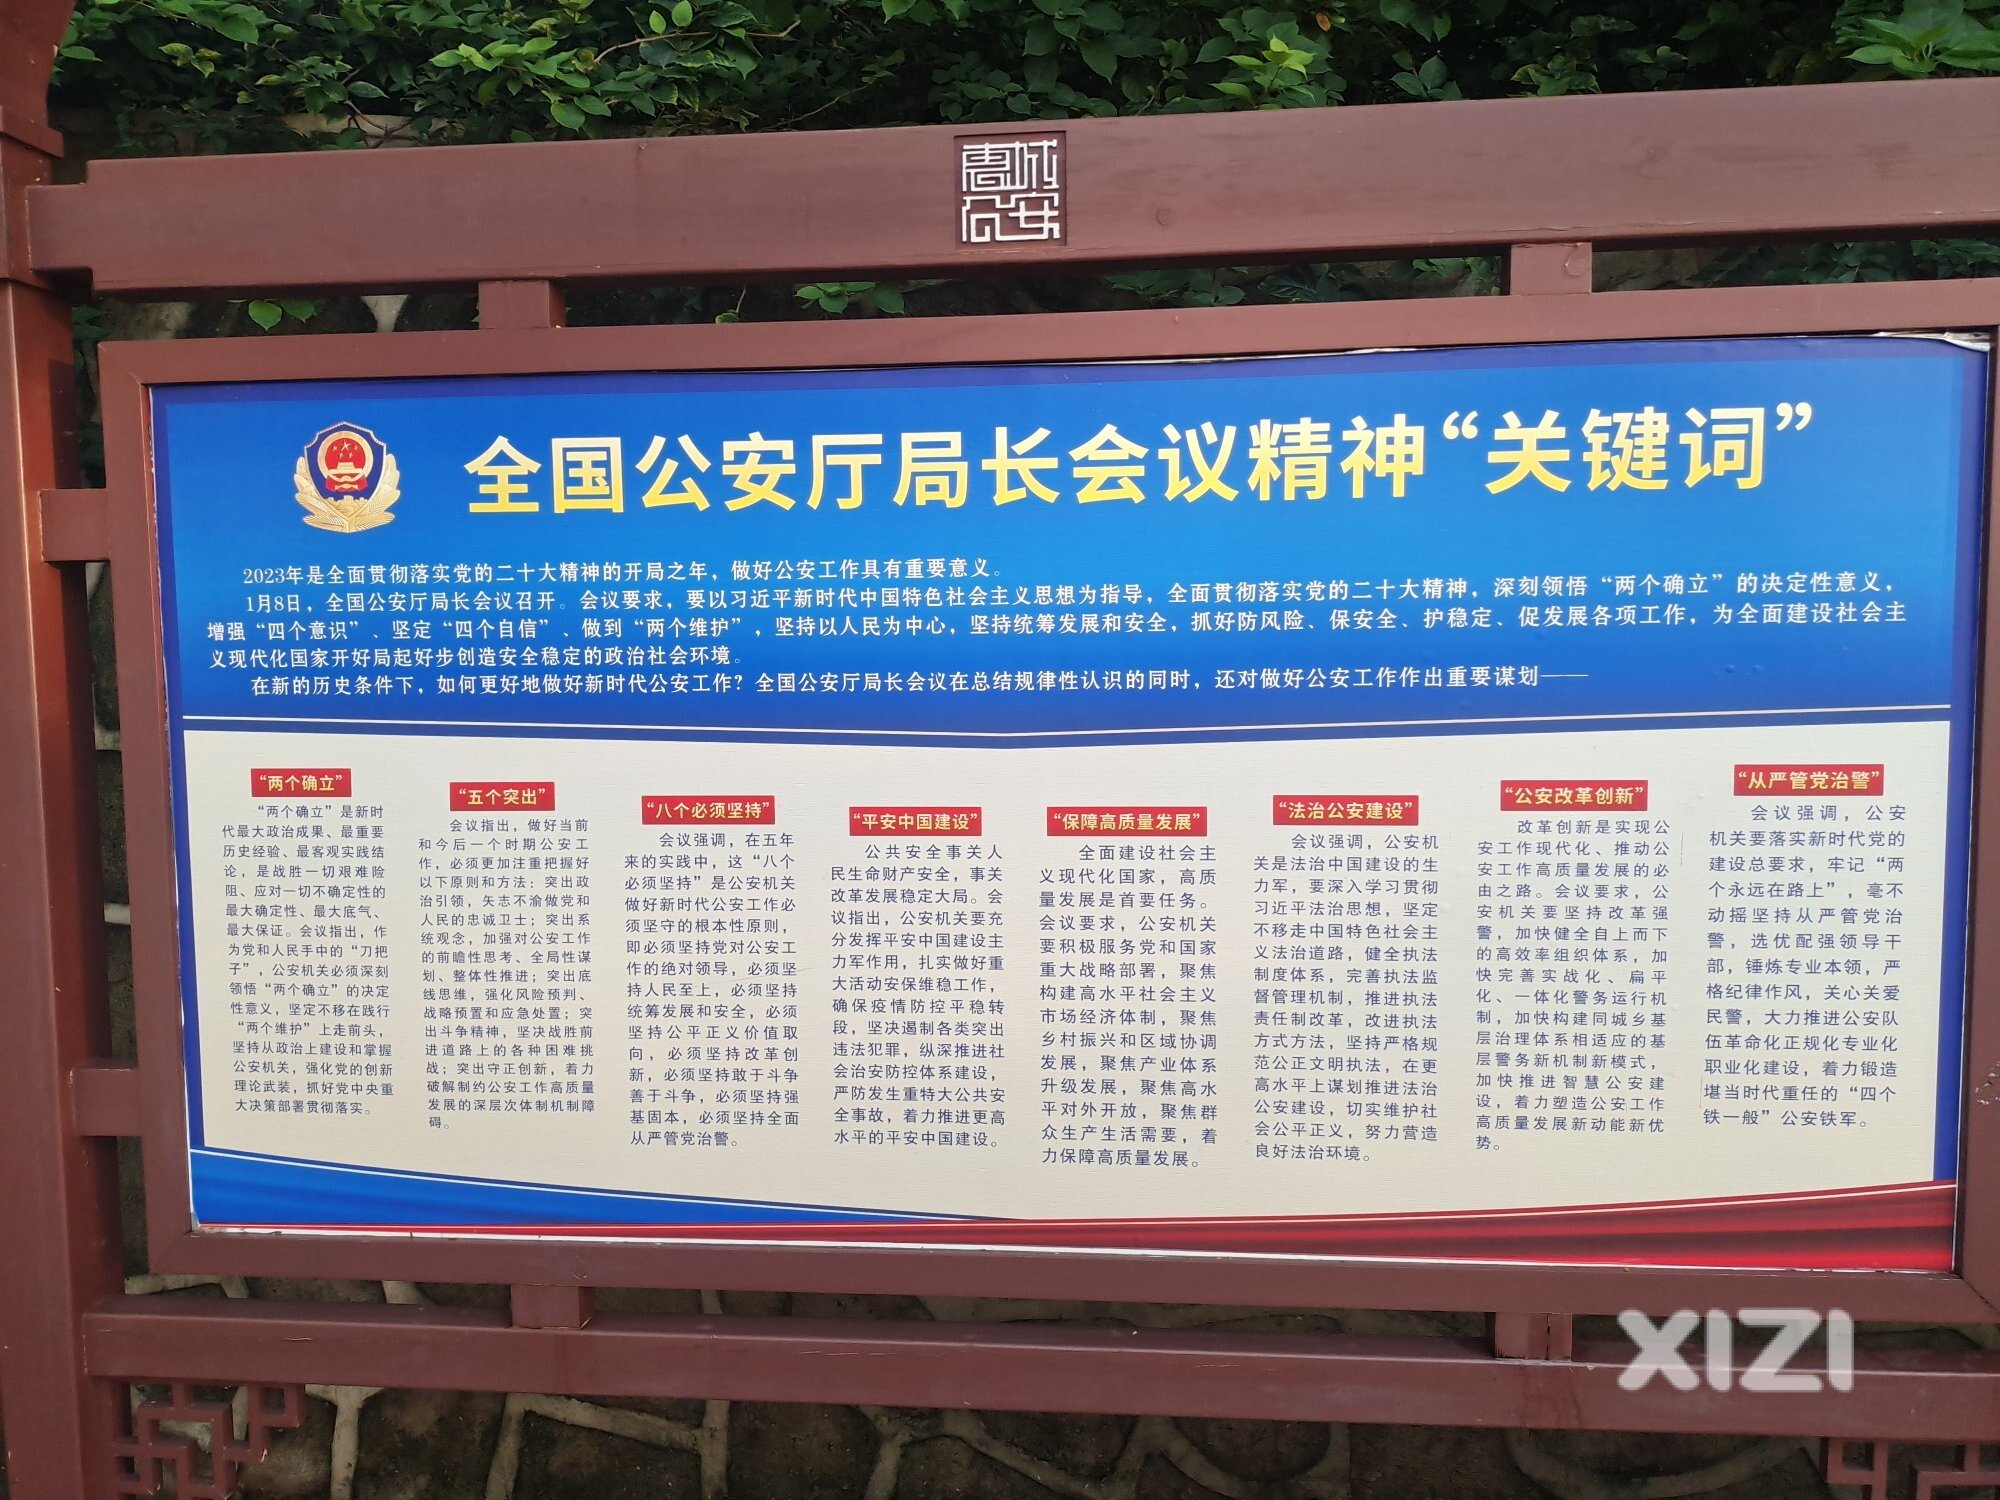 惠城
公安
全国公安厅局长会议精神“关键词”
2023年是全面贯彻落实党的二十大精神的开局之年，做好公安工作具有重要意义。
1月8日，全国公安厅局长会议召开。会议要求，要以习近平新时代中国特色社会主义思想为指导，全面贯彻落实党的二十大精神，深刻领悟“两个确立”的决定性意义，
增强“四个意识”、坚定“四个自信”、做到“两个维护”，坚持以人民为中心，坚持统筹发展和安全，抓好防风险、保安全、护稳定、促发展各项工作，为全面建设社会主
义现代化国家开好局起好步创造安全稳定的政治社会环境。
在新的历史条件下，如何更好地做好新时代公安工作？全国公安厅局长会议在总结规律性认识的同时，还对做好公安工作作出重要谋划——
“两个确立”
“两个确立”是新时
代最大政治成果、最重要
历史经验、最客观实践结
论，是战胜一切艰难险
阻、应对一切不确定性的
最大确定性、最大底气、
最大保证。会议指出，作
为党和人民手中的“刀把
子”，公安机关必须深刻
领悟“两个确立”的决定
性意义，坚定不移在践行
“两个维护”上走前头，
坚持从政治上建设和掌握
公安机关，强化党的创新
理论武装，抓好党中央重
大决策部署贯彻落实。
“五个突出”
会议指出，做好当前
和今后一个时期公安工
作，必须更加注重把握好
以下原则和方法：突出政
治引领，矢志不渝做党和
人民的忠诚卫士；突出系
统观念，加强对公安工作
的前瞻性思考、全局性谋
划、整体性推进；突出底
线思维，强化风险预判、
战略预置和应急处置；突
出斗争精神，坚决战胜前
进道路上的各种困难挑
战；突出守正创新，着力
破解制约公安工作高质量
发展的深层次体制机制障
碍。
“八个必须坚持”
会议强调，在五年
来的实践中，这“八个
必须坚持”是公安机关
做好新时代公安工作必
须坚守的根本性原则，
即必须坚持党对公安工
作的绝对领导，必须坚
持人民至上，必须坚持
统筹发展和安全，必须
坚持公平正义价值取
向，必须坚持改革创
新，必须坚持敢于斗争
善于斗争，必须坚持强
基固本，必须坚持全面
从严管党治警。
“平安中国建设”
公共安全事关人
民生命财产安全，事关
改革发展稳定大局。会
议指出，公安机关要充
分发挥平安中国建设主
力军作用，扎实做好重
大活动安保维稳工作，
确保疫情防控平稳转
段，坚决遏制各类突出
违法犯罪，纵深推进社
会治安防控体系建设，
严防发生重特大公共安
全事故，着力推进更高
水平的平安中国建设。
“保障高质量发展”
全面建设社会主
义现代化国家，高质
量发展是首要任务。
会议要求，公安机关
要积极服务党和国家
重大战略部署，聚焦
构建高水平社会主义
市场经济体制，聚焦
乡村振兴和区域协调
发展，聚焦产业体系
升级发展，聚焦高水
平对外开放，聚焦群
众生产生活需要，着
力保障高质量发展。
“法治公安建设”
会议强调，公安机
关是法治中国建设的生
力军，要深入学习贯彻
习近平法治思想，坚定
不移走中国特色社会主
义法治道路，健全执法
制度体系，完善执法监
督管理机制，推进执法
责任制改革，改进执法
方式方法，坚持严格规
范公正文明执法，在更
高水平上谋划推进法治
公安建设，切实维护社
会公平正义，努力营造
良好法治环境。
“公安改革创新”
改革创新是实现公
安工作现代化、推动公
安工作高质量发展的必
由之路。会议要求，公
安机关要坚持改革强
警，加快健全自上而下
的高效率组织体系，加
快完善实战化、扁平
化、一体化警务运行机
制，加快构建同城乡基
层治理体系相适应的基
层警务新机制新模式，
加快推进智慧公安建
设，着力塑造公安工作
高质量发展新动能新优
势。
“从严管党治警”
会议强调，公安
机关要落实新时代党的
建设总要求，牢记“两
个永远在路上”，毫不
动摇坚持从严管党治
警，选优配强领导干
部，锤炼专业本领，严
格纪律作风，关心关爱
民警，大力推进公安队
伍革命化正规化专业化
职业化建设，着力锻造
堪当时代重任的“四个
铁一般”公安铁军。
XIZI